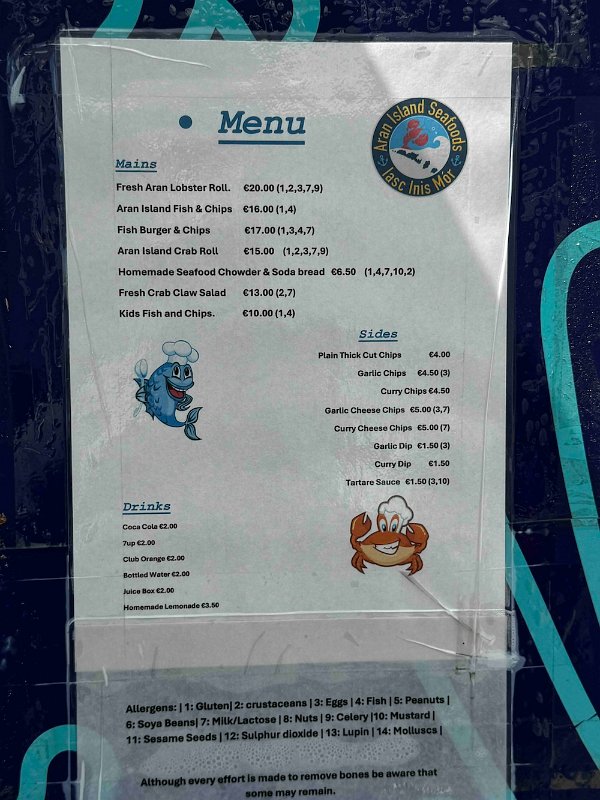 • Menu
Aran Island Seafoods
Iasc Inis Mór
Mains
Fresh Aran Lobster Roll. €20.00 (1,2,3,7,9)
Aran Island Fish & Chips €16.00 (1,4)
Fish Burger & Chips €17.00 (1,3,4,7)
Aran Island Crab Roll €15.00 (1,2,3,7,9)
Homemade Seafood Chowder & Soda bread €6.50 (1,4,7,10,2)
Fresh Crab Claw Salad €13.00 (2,7)
Kids Fish and Chips. €10.00 (1,4)
Sides
Plain Thick Cut Chips €4.00
Garlic Chips €4.50 (3)
Curry Chips €4.50
Garlic Cheese Chips €5.00 (3,7)
Curry Cheese Chips €5.00 (7)
Garlic Dip €1.50 (3)
Curry Dip €1.50
Tartare Sauce €1.50 (3,10)
Drinks
Coca Cola €2.00
7up €2.00
Club Orange €2.00
Bottled Water €2.00
Juice Box €2.00
Homemade Lemonade €3.50
Allergens: | 1: Gluten| 2: crustaceans | 3: Eggs | 4: Fish | 5: Peanuts |
6: Soya Beans| 7: Milk/Lactose | 8: Nuts | 9: Celery |10: Mustard |
11: Sesame Seeds | 12: Sulphur dioxide | 13: Lupin | 14: Molluscs |
Although every effort is made to remove bones be aware that
some may remain.